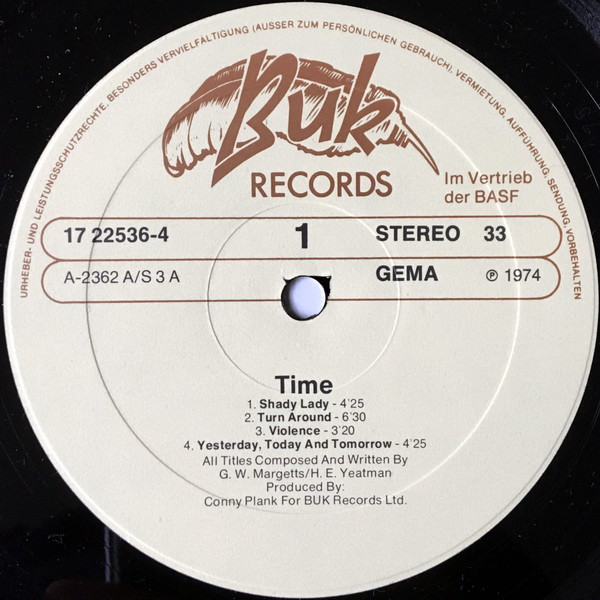 URHEBER- UND LEISTUNGSSCHUTZRECHTE, BESONDERS VERVIELFÄLTIGUNG (AUSSER ZUM PERSÖNLICHEN GEBRAUCH), VERMIETUNG, AUFFÜHRUNG, SENDUNG, VORBEHALTEN
Buk
RECORDS
Im Vertrieb
der BASF
17 22536-4 1 STEREO 33
A-2362 A/S 3 A GEMA ℗ 1974
Time
1. Shady Lady - 4'25
2. Turn Around - 6'30
3. Violence - 3'20
4. Yesterday, Today And Tomorrow - 4'25
All Titles Composed And Written By
G. W. Margetts/H. E. Yeatman
Produced By:
Conny Plank For BUK Records Ltd.